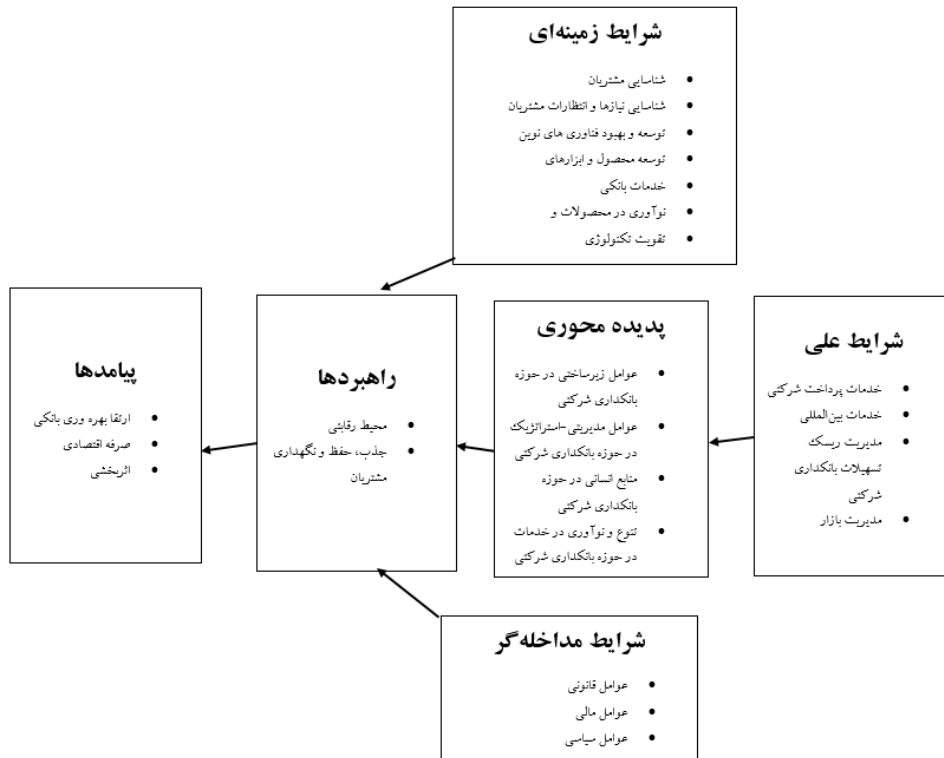 شرایط زمینه‌ای
• شناسایی مشتریان
• شناسایی نیازها و انتظارات مشتریان
• توسعه و بهبود فناوری های نوین
• توسعه محصول و ابزارهای
• خدمات بانکی
• نوآوری در محصولات و
• تقویت تکنولوژی
شرایط علی
• خدمات پرداخت شرکتی
• خدمات بین‌المللی
• مدیریت ریسک
تسهیلات بانکداری
شرکتی
• مدیریت بازار
پدیده محوری
• عوامل زیرساختی در حوزه
بانکداری شرکتی
• عوامل مدیریتی-استراتژیک
در حوزه بانکداری شرکتی
• منابع انسانی در حوزه
بانکداری شرکتی
• تنوع و نوآوری در خدمات
در حوزه بانکداری شرکتی
راهبردها
• محیط رقابتی
• جذب، حفظ و نگهداری
مشتریان
پیامدها
• ارتقا بهره وری بانکی
• صرفه اقتصادی
• اثربخشی
شرایط مداخله‌گر
• عوامل قانونی
• عوامل مالی
• عوامل سیاسی